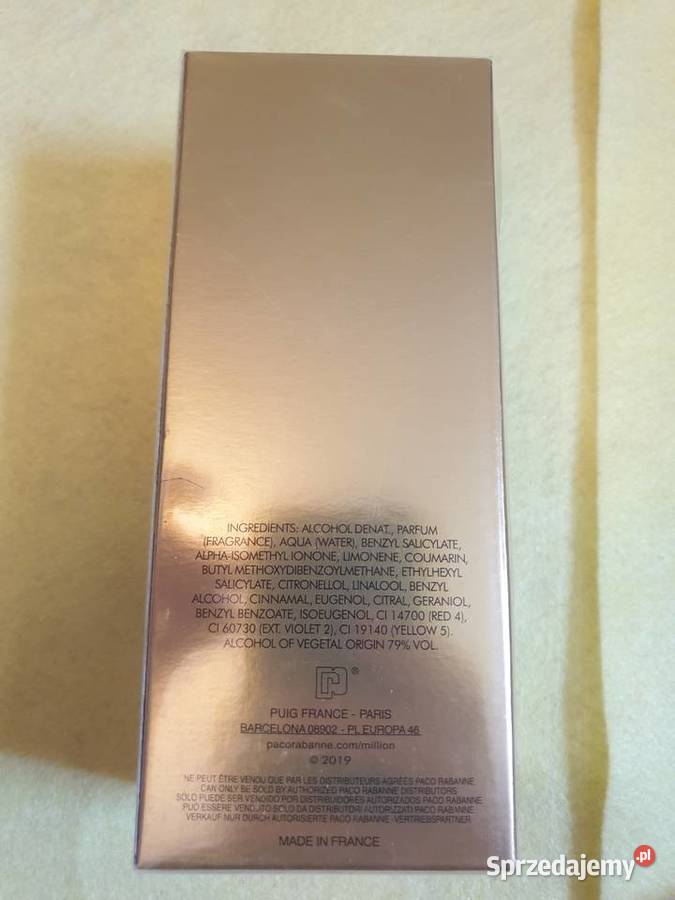 INGREDIENTS: ALCOHOL DENAT., PARFUM
(FRAGRANCE), AQUA (WATER), BENZYL SALICYLATE,
ALPHA-ISOMETHYL IONONE, LIMONENE, COUMARIN,
BUTYL METHOXYDIBENZOYLMETHANE, ETHYLHEXYL
SALICYLATE, CITRONELLOL, LINALOOL, BENZYL
ALCOHOL, CINNAMAL, EUGENOL, CITRAL, GERANIOL,
BENZYL BENZOATE, ISOEUGENOL, CI 14700 (RED 4),
CI 60730 (EXT. VIOLET 2), CI 19140 (YELLOW 5).
ALCOHOL OF VEGETAL ORIGIN 79% VOL.
®
PUIG FRANCE - PARIS
BARCELONA 08902 - PL EUROPA 46
pacorabanne.com/million
© 2019
NE PEUT ÊTRE VENDU QUE PAR LES DISTRIBUTEURS AGRÉÉS PACO RABANNE
CAN ONLY BE SOLD BY AUTHORIZED PACO RABANNE DISTRIBUTORS
SÓLO PUEDE SER VENDIDO POR DISTRIBUIDORES AUTORIZADOS PACO RABANNE
PUÒ ESSERE VENDUTO SOLO DA DISTRIBUTORI AUTORIZZATI PACO RABANNE
VERKAUF NUR DURCH AUTORISIERTE PACO RABANNE -VERTRIEBSPARTNER
MADE IN FRANCE
Sprzedajemy.pl